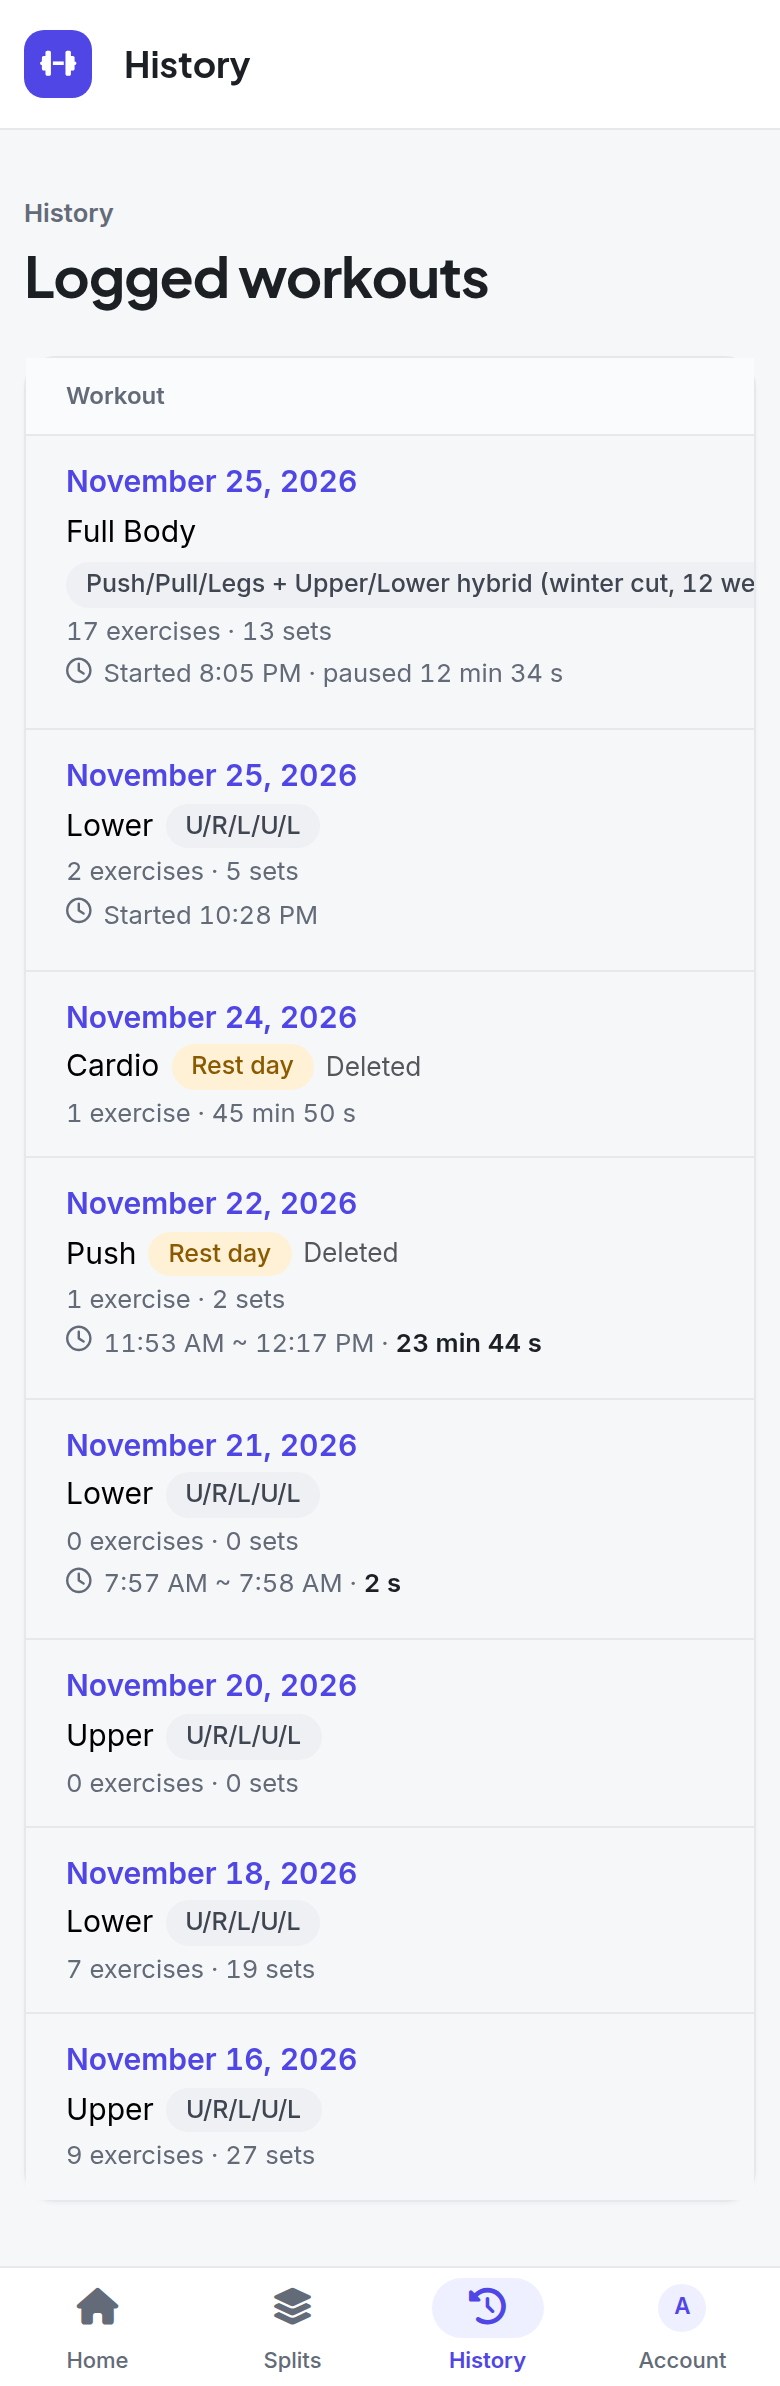 History
History
Logged workouts
Workout
November 25, 2026
Full Body
Push/Pull/Legs + Upper/Lower hybrid (winter cut, 12 we
17 exercises · 13 sets
Started 8:05 PM · paused 12 min 34 s
November 25, 2026
Lower U/R/L/U/L
2 exercises · 5 sets
Started 10:28 PM
November 24, 2026
Cardio Rest day Deleted
1 exercise · 45 min 50 s
November 22, 2026
Push Rest day Deleted
1 exercise · 2 sets
11:53 AM ~ 12:17 PM · 23 min 44 s
November 21, 2026
Lower U/R/L/U/L
0 exercises · 0 sets
7:57 AM ~ 7:58 AM · 2 s
November 20, 2026
Upper U/R/L/U/L
0 exercises · 0 sets
November 18, 2026
Lower U/R/L/U/L
7 exercises · 19 sets
November 16, 2026
Upper U/R/L/U/L
9 exercises · 27 sets
A
Home Splits History Account